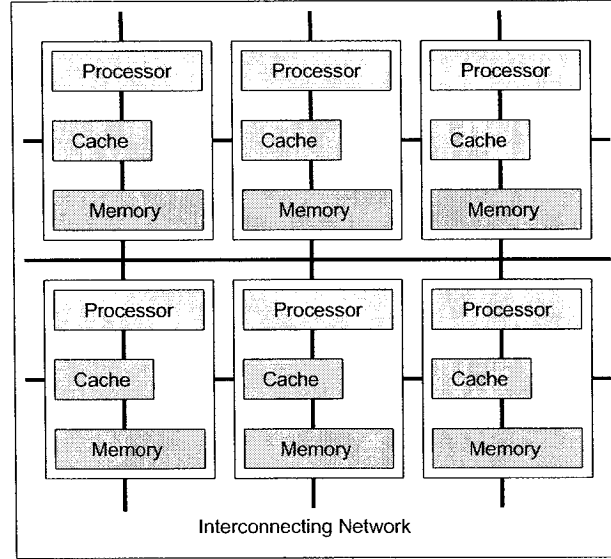 Processor Processor Processor
Cache Cache Cache
Memory Memory Memory
Processor Processor Processor
Cache Cache Cache
Memory Memory Memory
Interconnecting Network